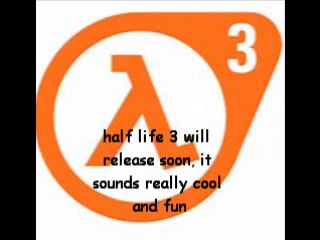 3
half life 3 will
release soon, it
sounds really cool
and fun